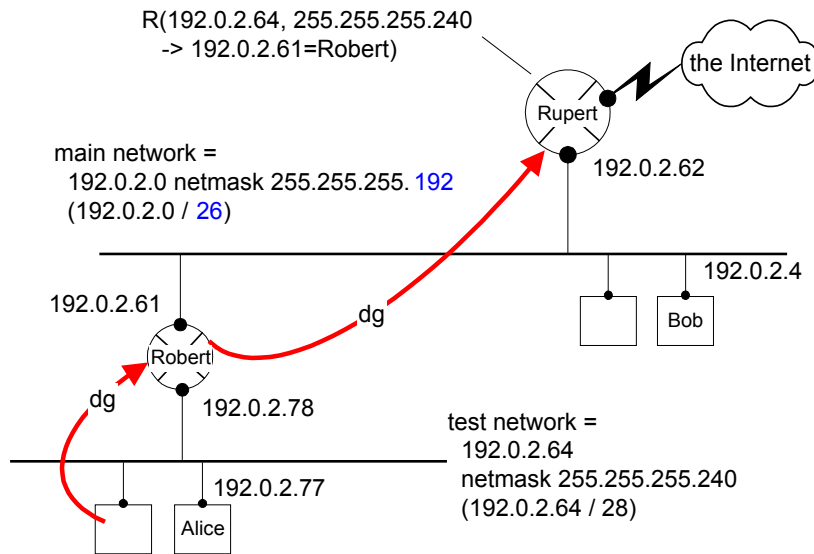 R(192.0.2.64, 255.255.255.240
-> 192.0.2.61=Robert)
the Internet
Rupert
192.0.2.62
main network =
192.0.2.0 netmask 255.255.255. 192
(192.0.2.0 / 26)
192.0.2.4
192.0.2.61
dg
Bob
Robert
dg
192.0.2.78
test network =
192.0.2.64
netmask 255.255.255.240
(192.0.2.64 / 28)
192.0.2.77
Alice